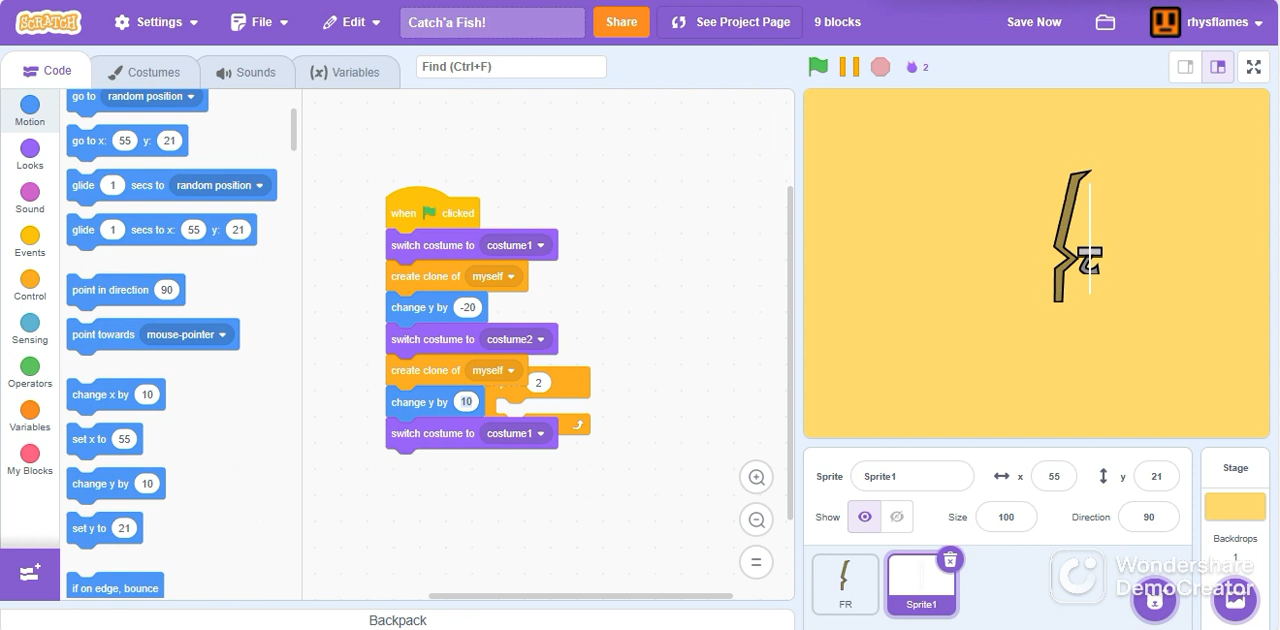 SCRATCH Settings File Edit Catch'a Fish! Share See Project Page 9 blocks Save Now rhysflames
Code Costumes Sounds (x) Variables Find (Ctrl+F) 2
Motion
Looks
Sound
Events
Control
Sensing
Operators
Variables
My Blocks
go to random position
go to x: 55 y: 21
glide 1 secs to random position
glide 1 secs to x: 55 y: 21
point in direction 90
point towards mouse-pointer
change x by 10
set x to 55
change y by 10
set y to 21
if on edge, bounce
when clicked
switch costume to costume1
create clone of myself
change y by -20
switch costume to costume2
create clone of myself
2
change y by 10
switch costume to costume1
Backpack
Sprite Sprite1 x 55 y 21
Show Size 100 Direction 90
FR
Sprite1
Stage
Backdrops
1
Wondershare
DemoCreator